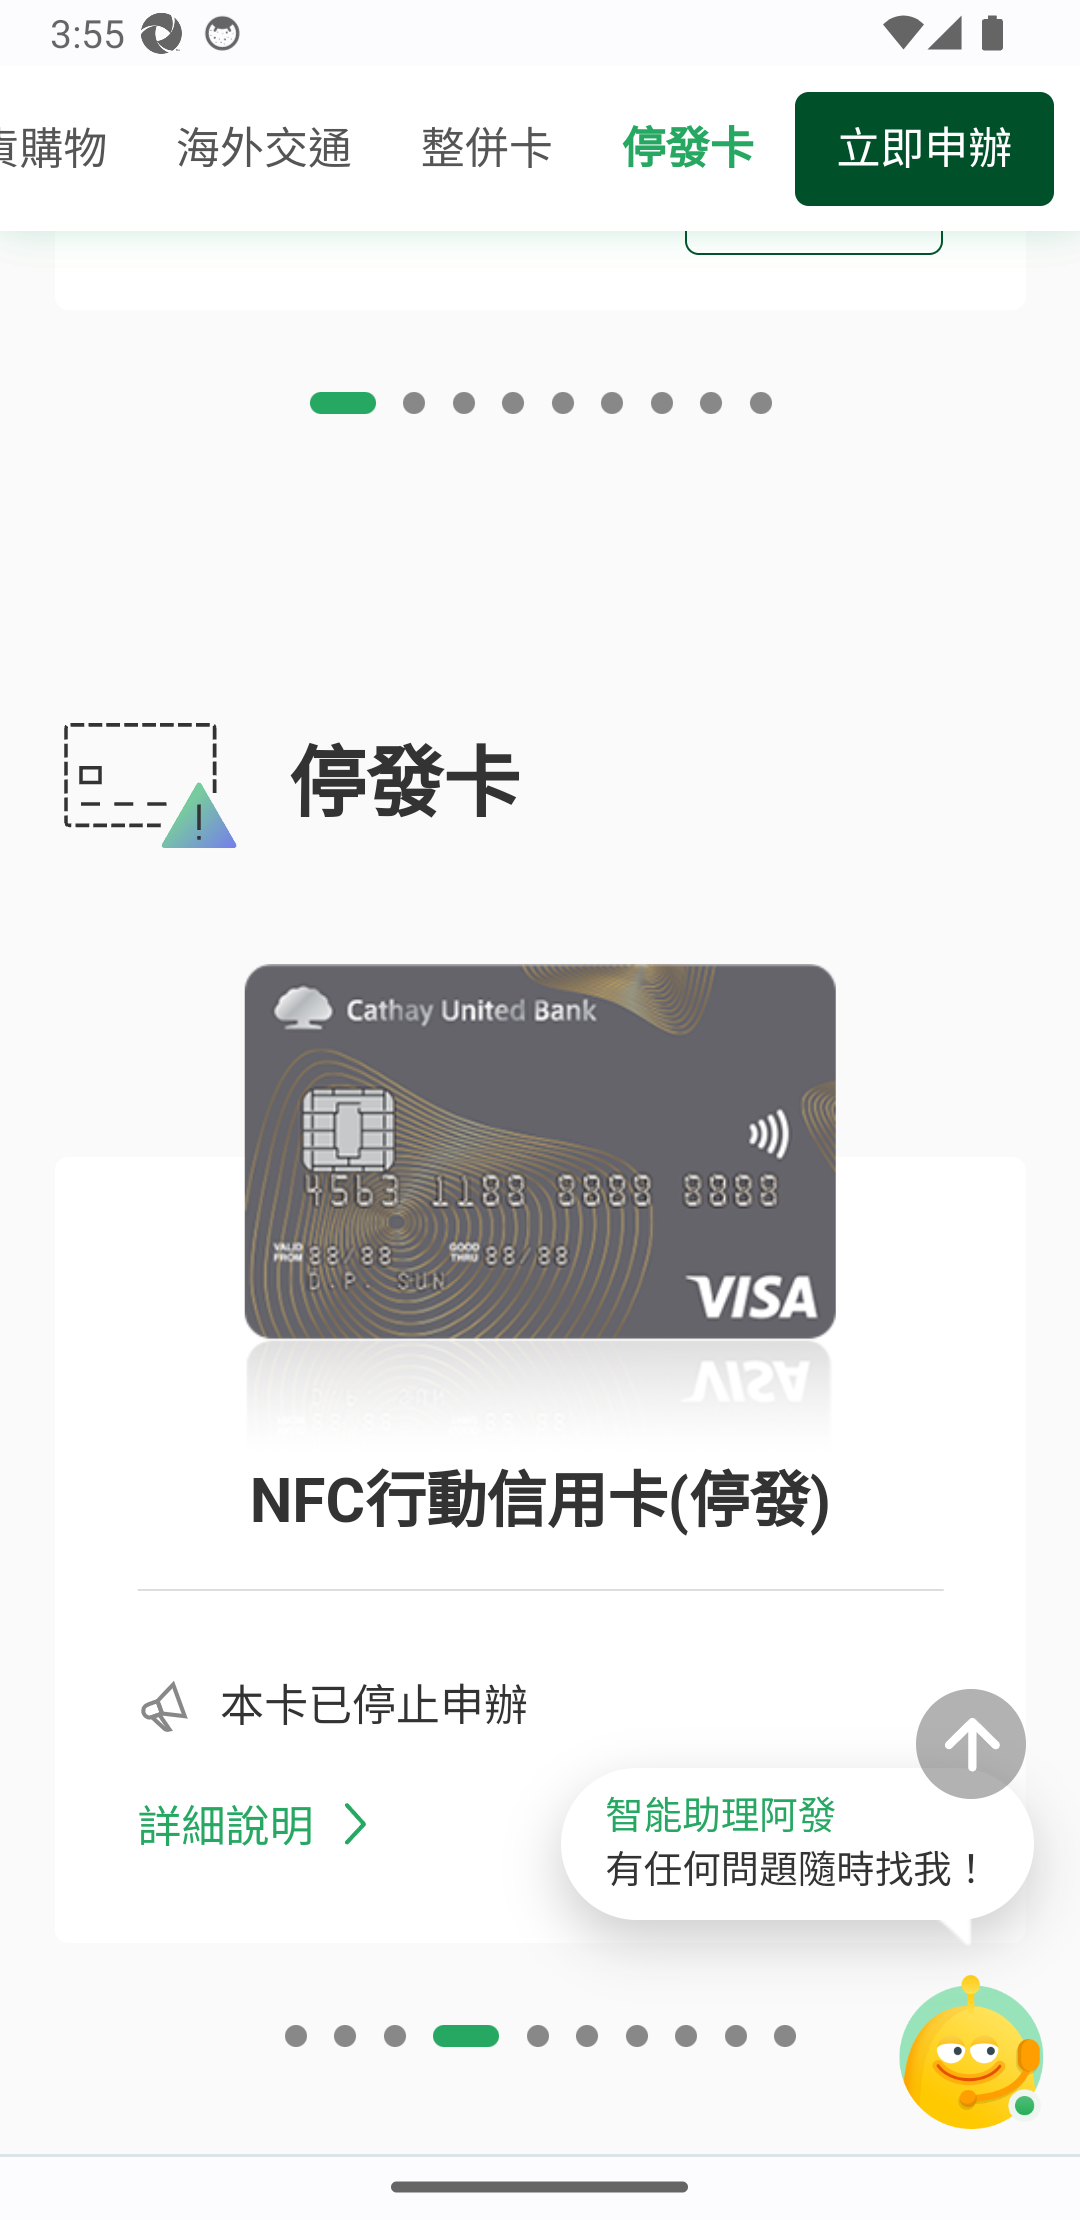 3:55
購物
海外交通
整併卡
停發卡
立即申辦
停發卡
Cathay United Bank
4563 1188 8888 8888
VALID FROM 88/88
GOOD THRU 88/88
D.P. SUN
VISA
NFC行動信用卡(停發)
本卡已停止申辦
詳細說明
智能助理阿發
有任何問題隨時找我！